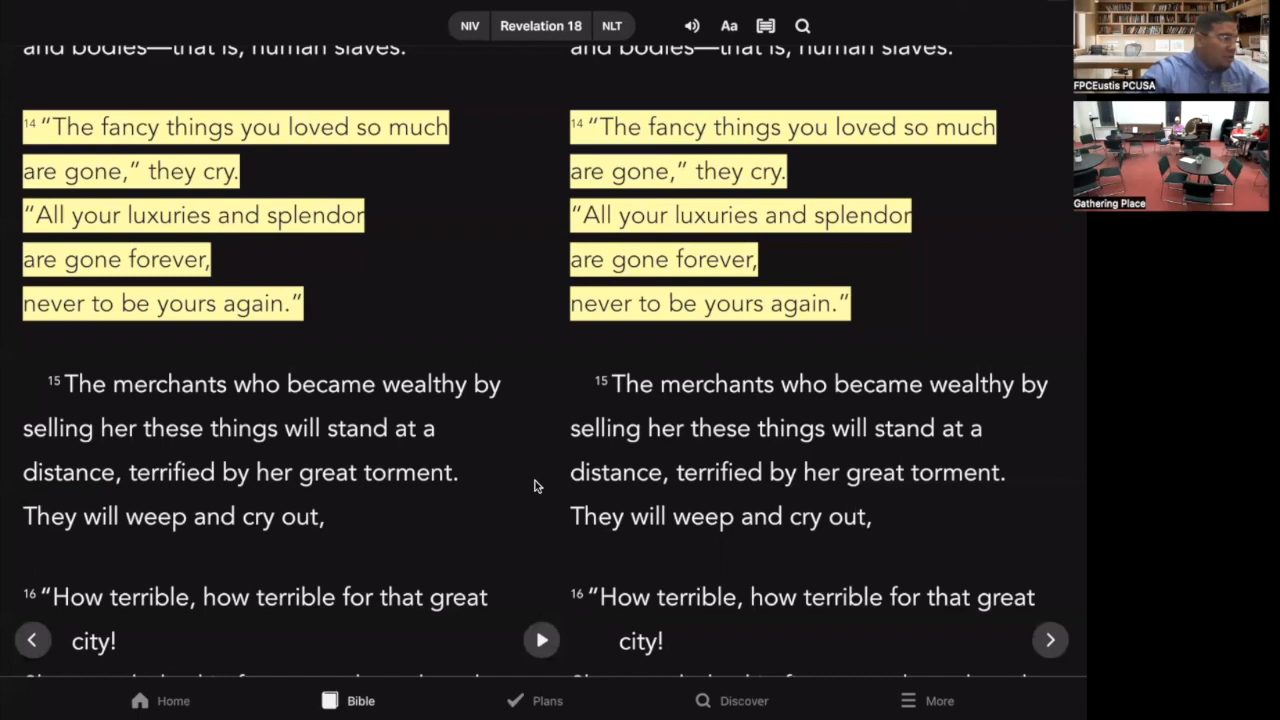 NIV Revelation 18 NLT Aa
and bodies—that is, human slaves.
14 “The fancy things you loved so much
are gone,” they cry.
“All your luxuries and splendor
are gone forever,
never to be yours again.”
15 The merchants who became wealthy by
selling her these things will stand at a
distance, terrified by her great torment.
They will weep and cry out,
16 “How terrible, how terrible for that great
city!
and bodies—that is, human slaves.
14 “The fancy things you loved so much
are gone,” they cry.
“All your luxuries and splendor
are gone forever,
never to be yours again.”
15 The merchants who became wealthy by
selling her these things will stand at a
distance, terrified by her great torment.
They will weep and cry out,
16 “How terrible, how terrible for that great
city!
Home Bible Plans Discover More
FPCEustis PCUSA
Gathering Place